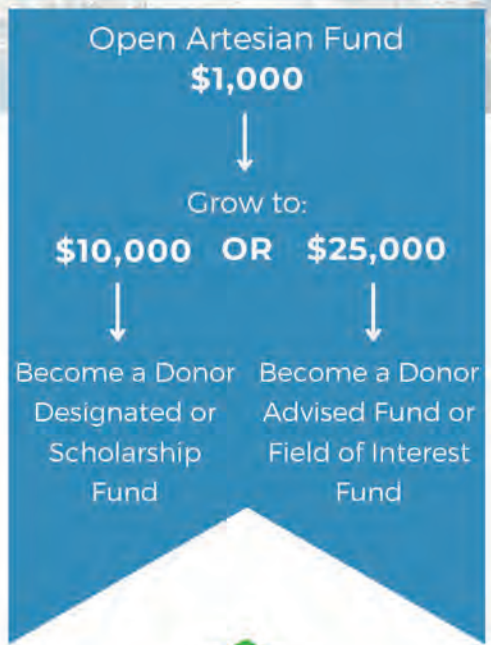 Open Artesian Fund
$1,000
Grow to:
$10,000 OR $25,000
Become a Donor
Designated or
Scholarship
Fund
Become a Donor
Advised Fund or
Field of Interest
Fund